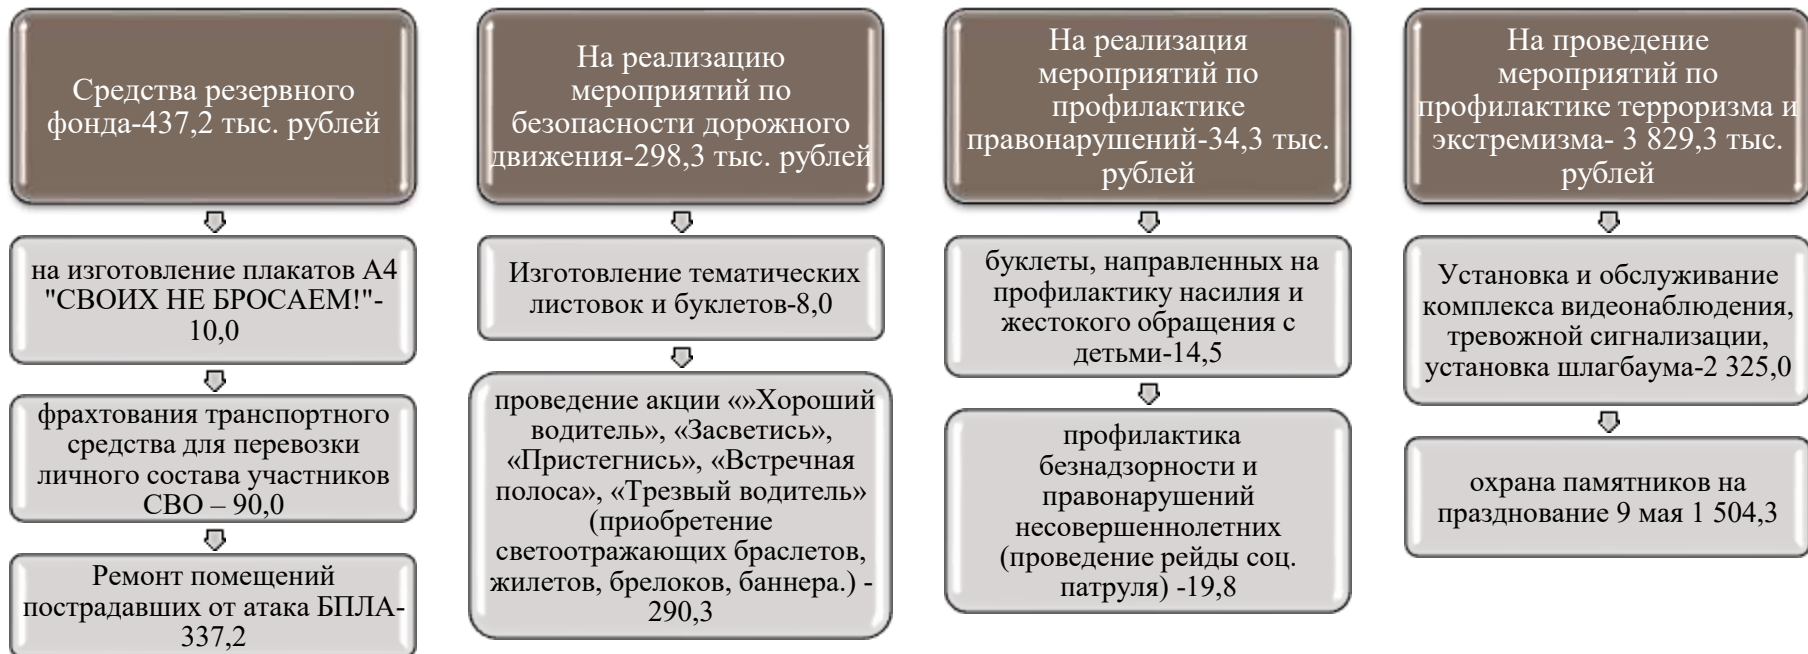 Средства резервного
фонда-437,2 тыс. рублей
на изготовление плакатов А4
"СВОИХ НЕ БРОСАЕМ!"-
10,0
фрахтования транспортного
средства для перевозки
личного состава участников
СВО – 90,0
Ремонт помещений
пострадавших от атака БПЛА-
337,2
На реализацию
мероприятий по
безопасности дорожного
движения-298,3 тыс. рублей
Изготовление тематических
листовок и буклетов-8,0
проведение акции «»Хороший
водитель», «Засветись»,
«Пристегнись», «Встречная
полоса», «Трезвый водитель»
(приобретение
светоотражающих браслетов,
жилетов, брелоков, баннера.) -
290,3
На реализация
мероприятий по
профилактике
правонарушений-34,3 тыс.
рублей
буклеты, направленных на
профилактику насилия и
жестокого обращения с
детьми-14,5
профилактика
безнадзорности и
правонарушений
несовершеннолетних
(проведение рейды соц.
патруля) -19,8
На проведение
мероприятий по
профилактике терроризма и
экстремизма- 3 829,3 тыс.
рублей
Установка и обслуживание
комплекса видеонаблюдения,
тревожной сигнализации,
установка шлагбаума-2 325,0
охрана памятников на
празднование 9 мая 1 504,3